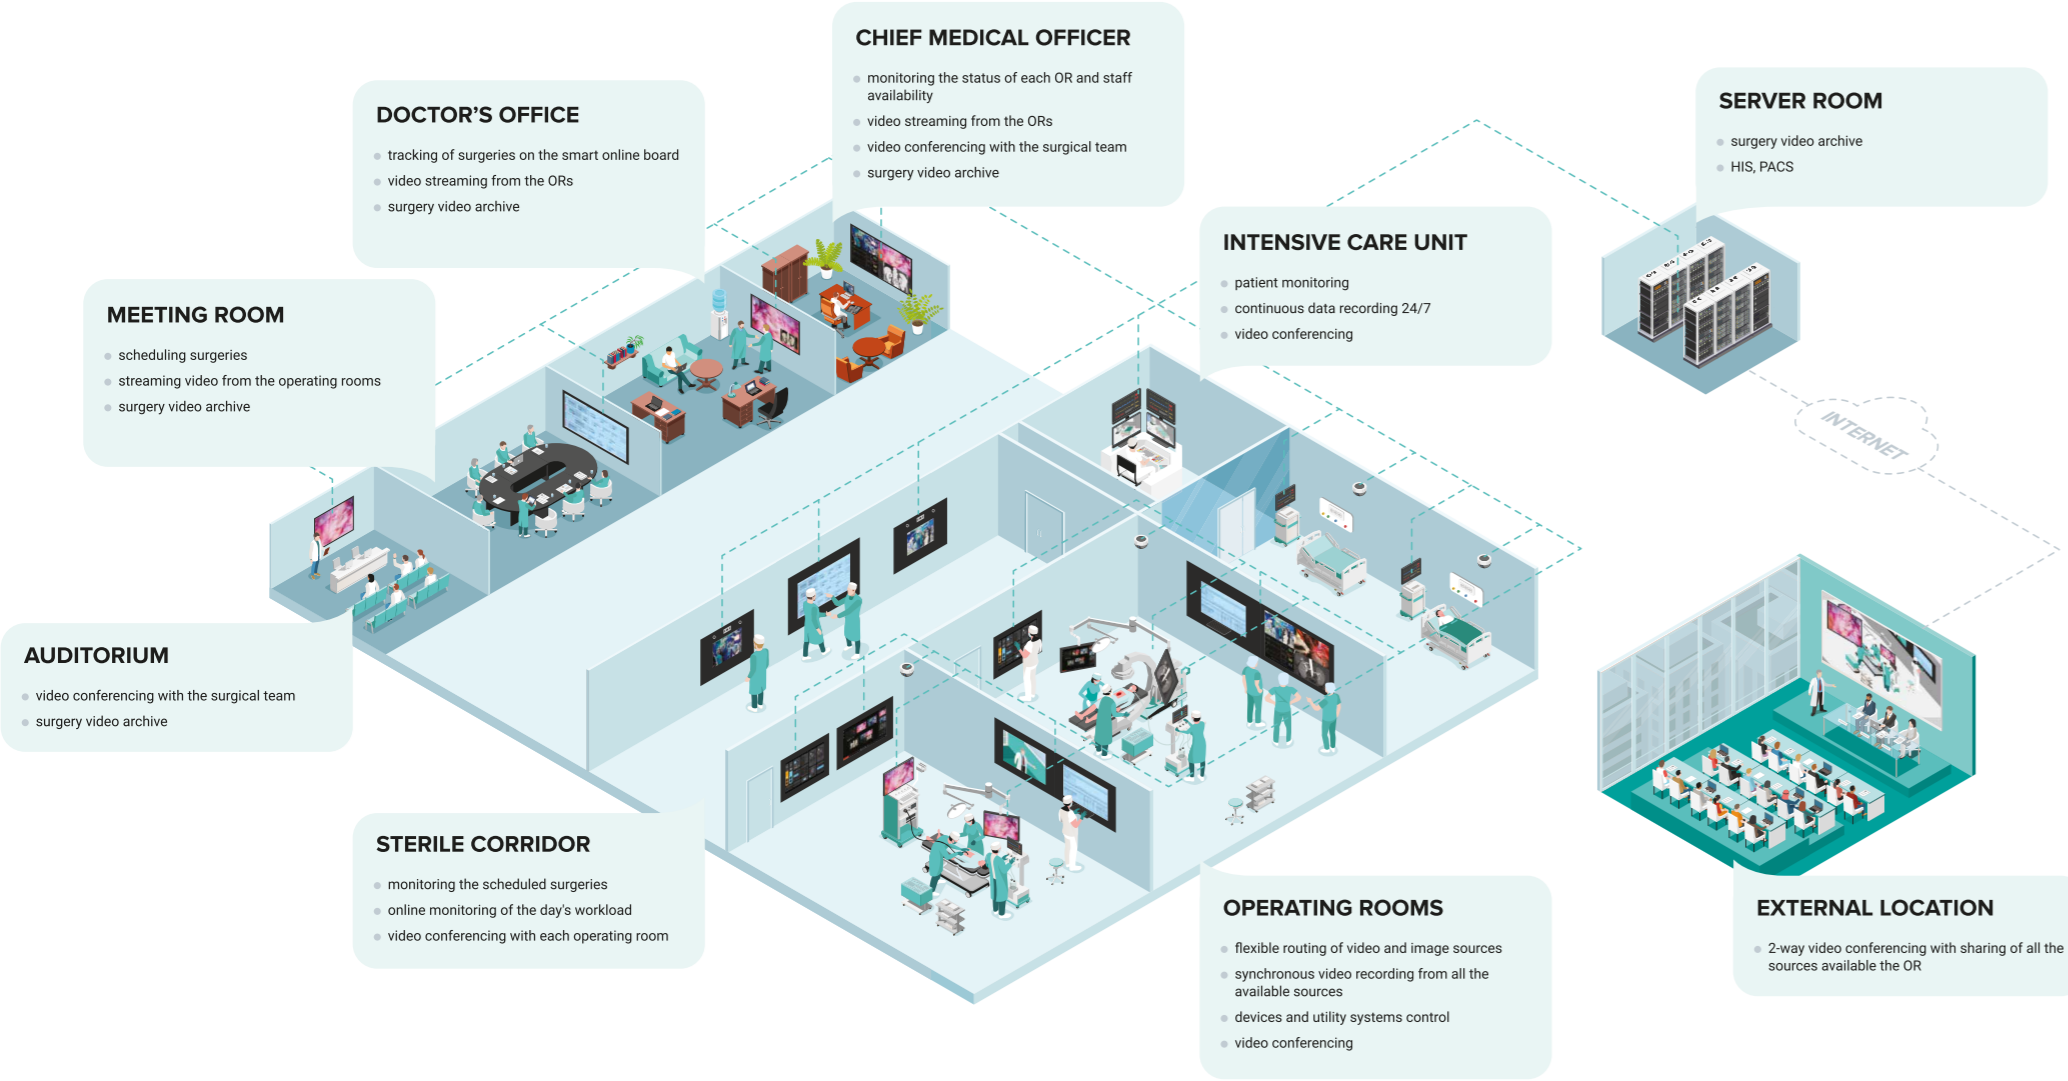 CHIEF MEDICAL OFFICER
monitoring the status of each OR and staff
availability
video streaming from the ORs
video conferencing with the surgical team
surgery video archive
DOCTOR’S OFFICE
tracking of surgeries on the smart online board
video streaming from the ORs
surgery video archive
SERVER ROOM
surgery video archive
HIS, PACS
INTENSIVE CARE UNIT
patient monitoring
continuous data recording 24/7
video conferencing
MEETING ROOM
scheduling surgeries
streaming video from the operating rooms
surgery video archive
INTERNET
AUDITORIUM
video conferencing with the surgical team
surgery video archive
STERILE CORRIDOR
monitoring the scheduled surgeries
online monitoring of the day's workload
video conferencing with each operating room
OPERATING ROOMS
flexible routing of video and image sources
synchronous video recording from all the
available sources
devices and utility systems control
video conferencing
EXTERNAL LOCATION
2-way video conferencing with sharing of all the
sources available the OR